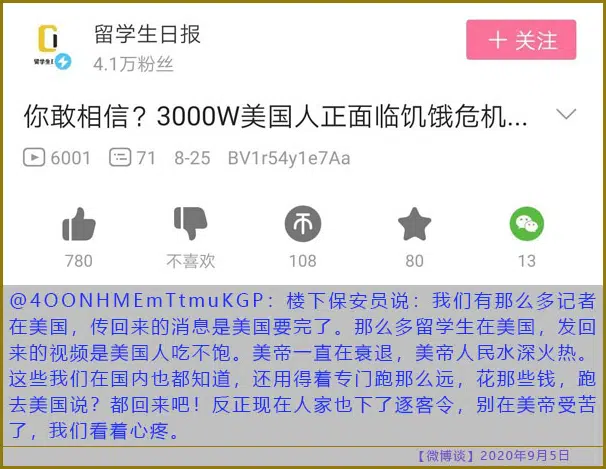 留学生日报
留学生日
4.1万粉丝
＋ 关注
你敢相信？3000W美国人正面临饥饿危机...
6001 71 8-25 BV1r54y1e7Aa
780 不喜欢 108 80 13
@4OONHMEmTtmuKGP：楼下保安员说：我们有那么多记者
在美国，传回来的消息是美国要完了。那么多留学生在美国，发回
来的视频是美国人吃不饱。美帝一直在衰退，美帝人民水深火热。
这些我们在国内也都知道，还用得着专门跑那么远，花那些钱，跑
去美国说？都回来吧！反正现在人家也下了逐客令，别在美帝受苦
了，我们看着心疼。
【微博谈】2020年9月5日